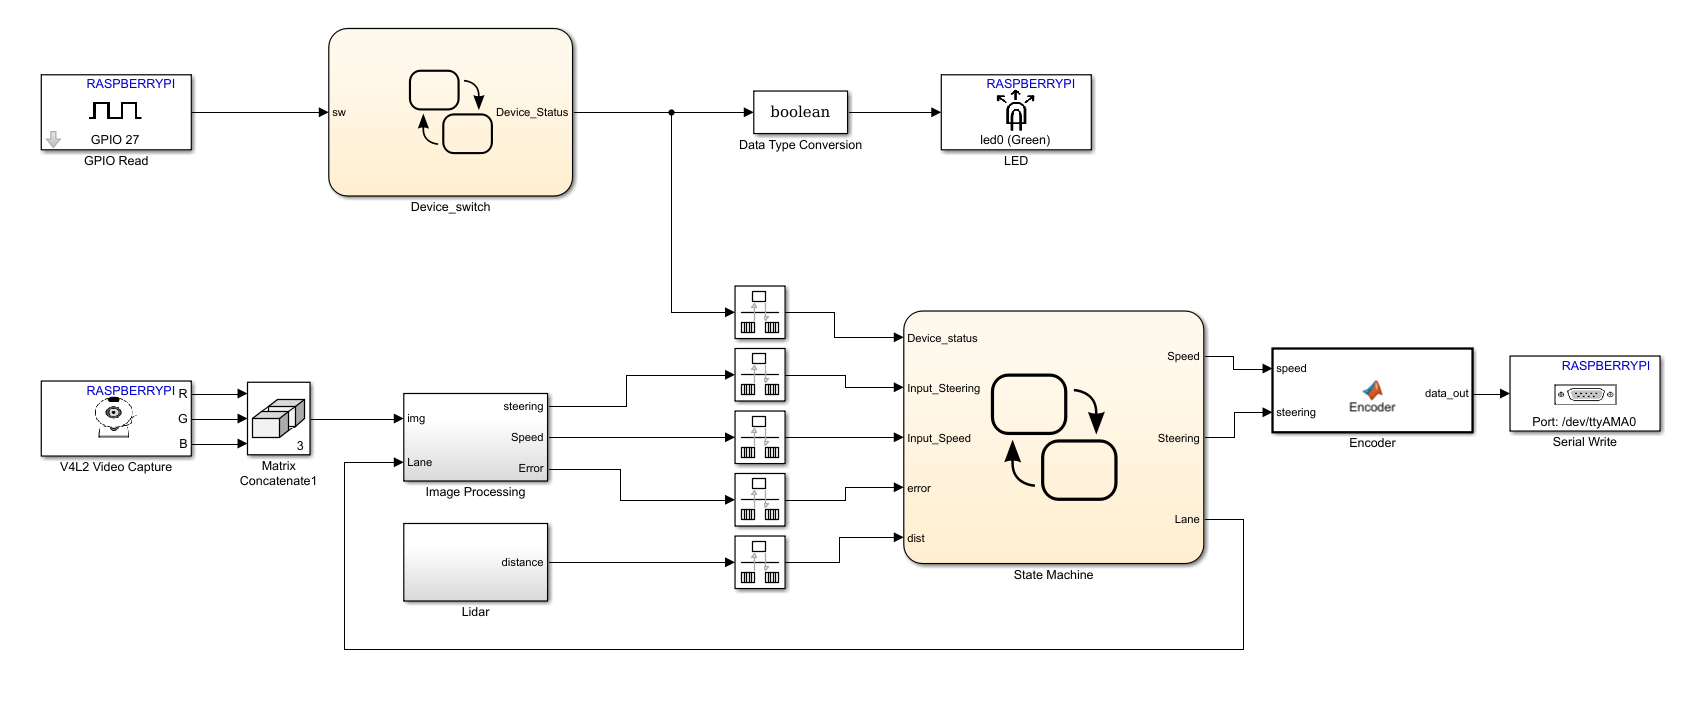 RASPBERRYPI
GPIO 27
GPIO Read
sw
Device_Status
Device_switch
boolean
Data Type Conversion
RASPBERRYPI
led0 (Green)
LED
RASPBERRYPI
R
G
B
V4L2 Video Capture
3
Matrix
Concatenate1
img
Lane
steering
Speed
Error
Image Processing
distance
Lidar
Device_status
Input_Steering
Input_Speed
error
dist
Speed
Steering
Lane
State Machine
speed
steering
Encoder
data_out
Encoder
RASPBERRYPI
Port: /dev/ttyAMA0
Serial Write